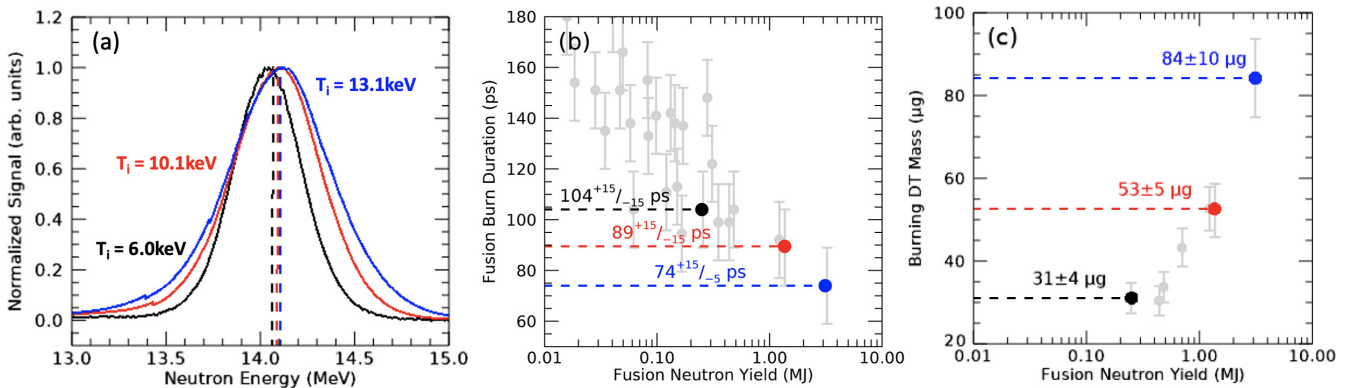 (a)
Normalized Signal (arb. units)
1.2
1.0
0.8
0.6
0.4
0.2
0.0
T_i = 13.1keV
T_i = 10.1keV
T_i = 6.0keV
13.0 13.5 14.0 14.5 15.0
Neutron Energy (MeV)
(b)
Fusion Burn Duration (ps)
180
160
140
120
100
80
60
104⁺¹⁵/₋₁₅ ps
89⁺¹⁵/₋₁₅ ps
74⁺¹⁵/₋₅ ps
0.01 0.10 1.00 10.00
Fusion Neutron Yield (MJ)
(c)
Burning DT Mass (µg)
100
80
60
40
20
84±10 µg
53±5 µg
31±4 µg
0.01 0.10 1.00 10.00
Fusion Neutron Yield (MJ)